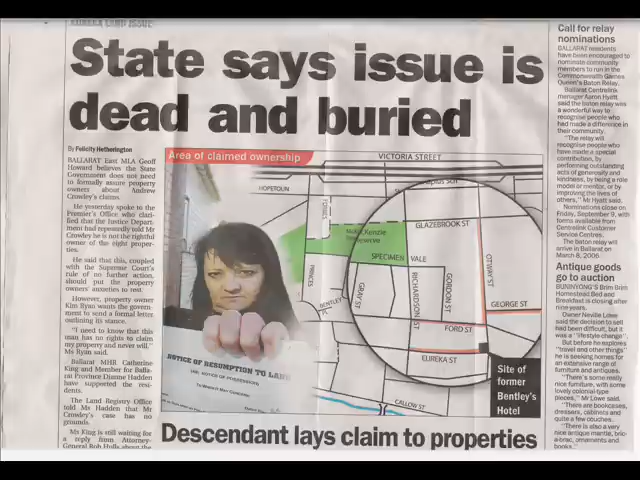 EUREKA LAND ISSUE
State says issue is
dead and buried
By Felicity Hetherington
BALLARAT East MLA Geoff
Howard believes the State
Government does not need
to formally assure property
owners about Andrew
Crowley's claims.
He yesterday spoke to the
Premier's Office who clari-
fied that the Justice Depart-
ment had repeatedly told Mr
Crowley he is not the rightful
owner of the eight proper-
ties.
He said that this, coupled
with the Supreme Court's
rule of no further action,
should put the property
owners' anxieties to rest.
However, property owner
Kim Ryan wants the govern-
ment to send a formal letter
outlining its stance.
"I need to know that this
man has no rights to claim
my property and never will,"
Ms Ryan said.
Ballarat MHR Catherine
King and Member for Balla-
rat Province Dianne Hadden
have supported the resi-
dents.
The Land Registry Office
told Ms Hadden that Mr
Crowley's case has no
grounds.
Ms King is still waiting for
a reply from Attorney-
General Rob Hulls about the
Area of claimed ownership
VICTORIA STREET
HOPETOUN
GLAZEBROOK ST
SPECIMEN VALE
PRINCES
GRAY ST
RICHARDSON ST
GORDON ST
OTWAY ST
GEORGE ST
BENTLEY PL
FORD ST
EUREKA ST
CALLOW ST
NOTICE OF RESUMPTION TO LAND
Site of
former
Bentley's
Hotel
Descendant lays claim to properties
Call for relay
nominations
BALLARAT residents
have been encouraged to
nominate community
members to run in the
Commonwealth Games
Queen's Baton Relay.
Ballarat Centrelink
manager Aaron Hyatt
said the baton relay was
a wonderful way to
recognise people who
had made a difference in
their community.
"The relay will
recognise people who
have made a special
contribution, by
performing outstanding
acts of generosity and
kindness, by being a role
model or mentor, or by
improving the lives of
others," Mr Hyatt said.
Nominations close on
Friday, September 9, with
forms available from
Centrelink Customer
Service Centres.
The baton relay will
arrive in Ballarat on
March 8, 2006.
Antique goods
go to auction
BUNINYONG'S Brim Brim
Homestead Bed and
Breakfast is closing after
nine years.
Owner Neville Lowe
said the decision to sell
had been difficult, but it
was a "lifestyle change".
But before he explores
"travel and other things"
he is seeking homes for
an extensive range of
furniture and antiques.
"There's some really
nice furniture, with some
lovely colonial-type
pieces," Mr Lowe said.
"There are bookcases,
dressers, cabinets and
quite a few couches.
"There is also a very
nice antique mantle, bric-
a-brac, ornaments and
books."